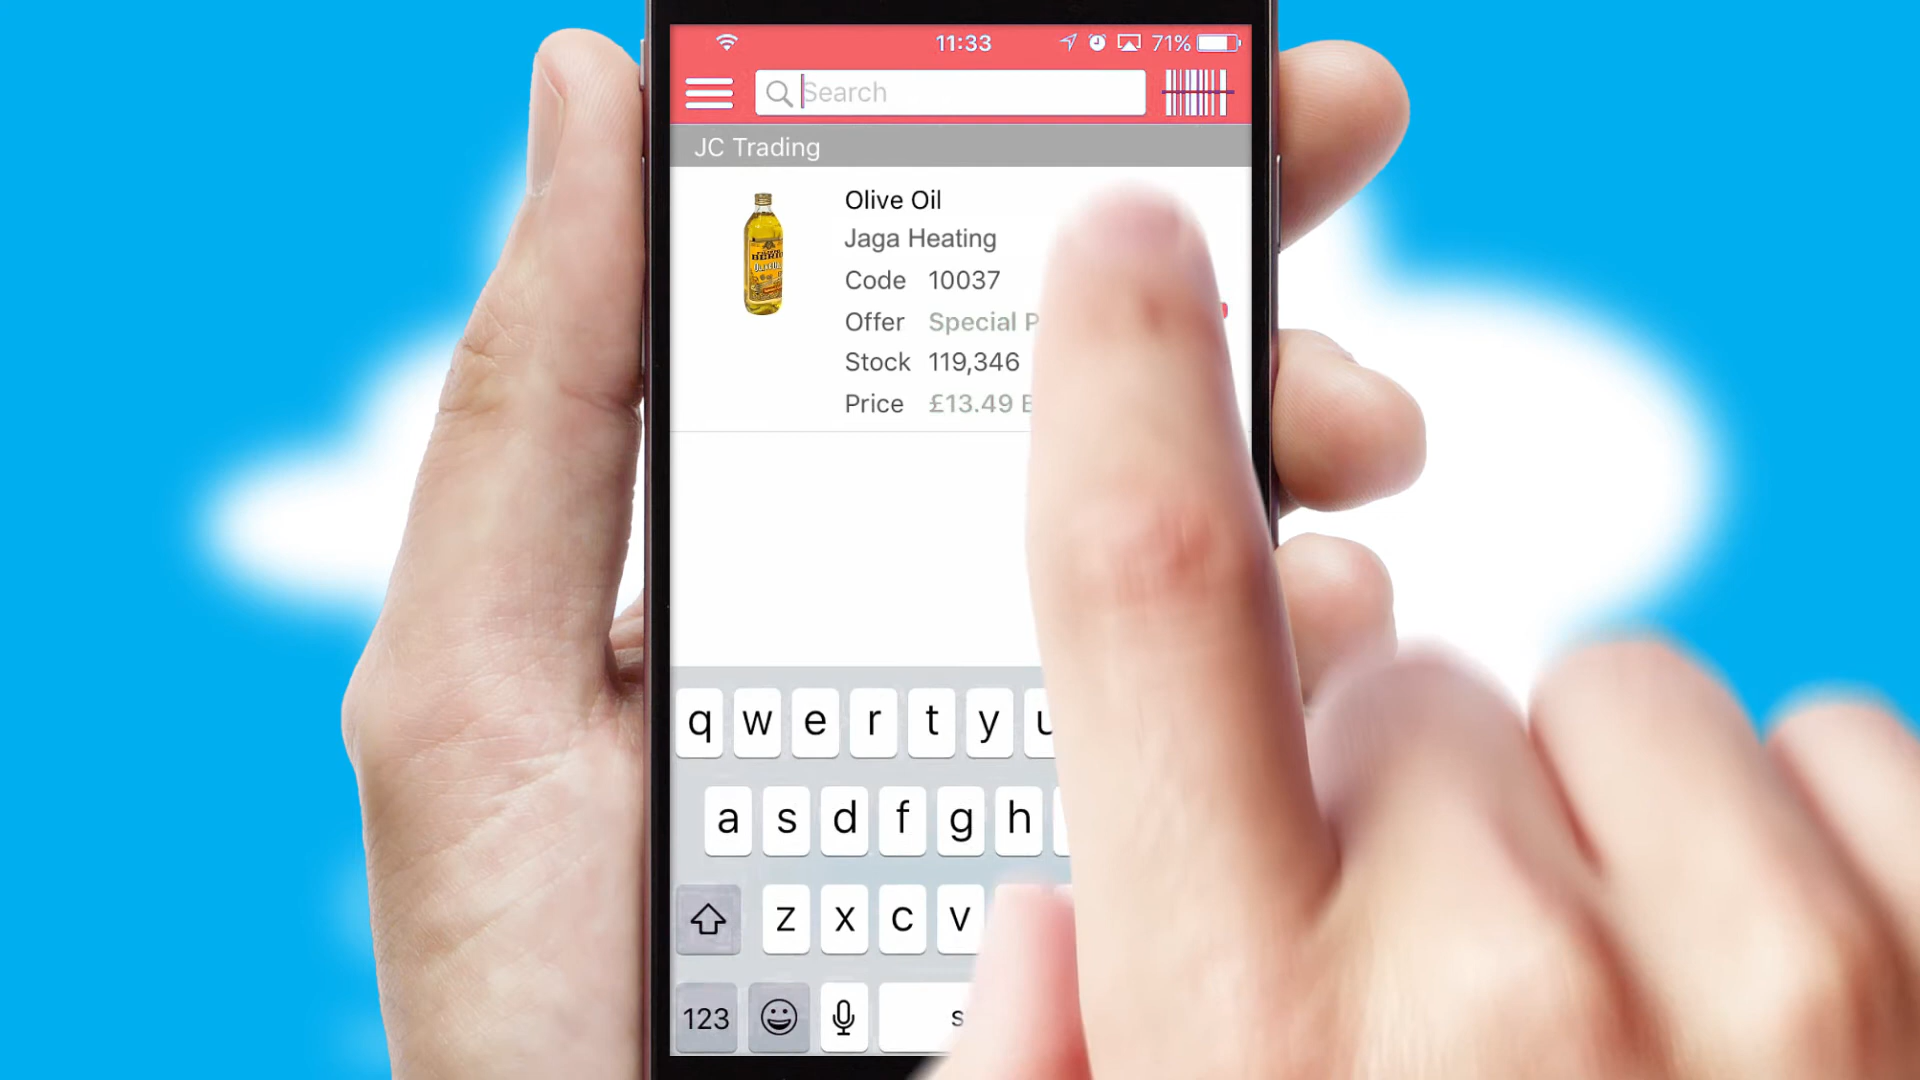 11:33
71%
Search
JC Trading
Olive Oil
Jaga Heating
Code 10037
Offer Special
Stock 119,346
Price £13.49
q w e r t y u
a s d f g h
z x c v
123